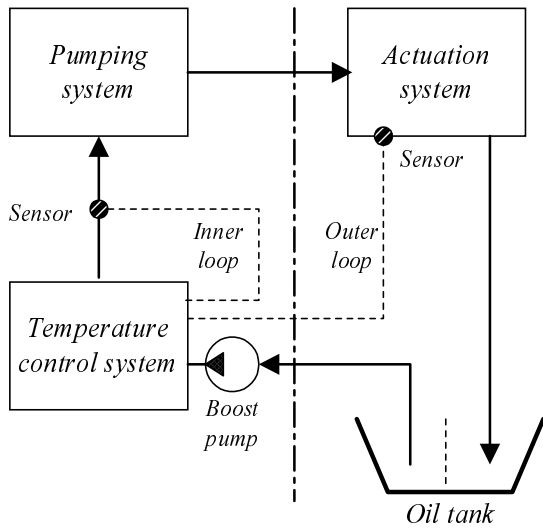 Pumping
system
Actuation
system
Sensor
Sensor
Inner
loop
Outer
loop
Temperature
control system
Boost
pump
Oil tank